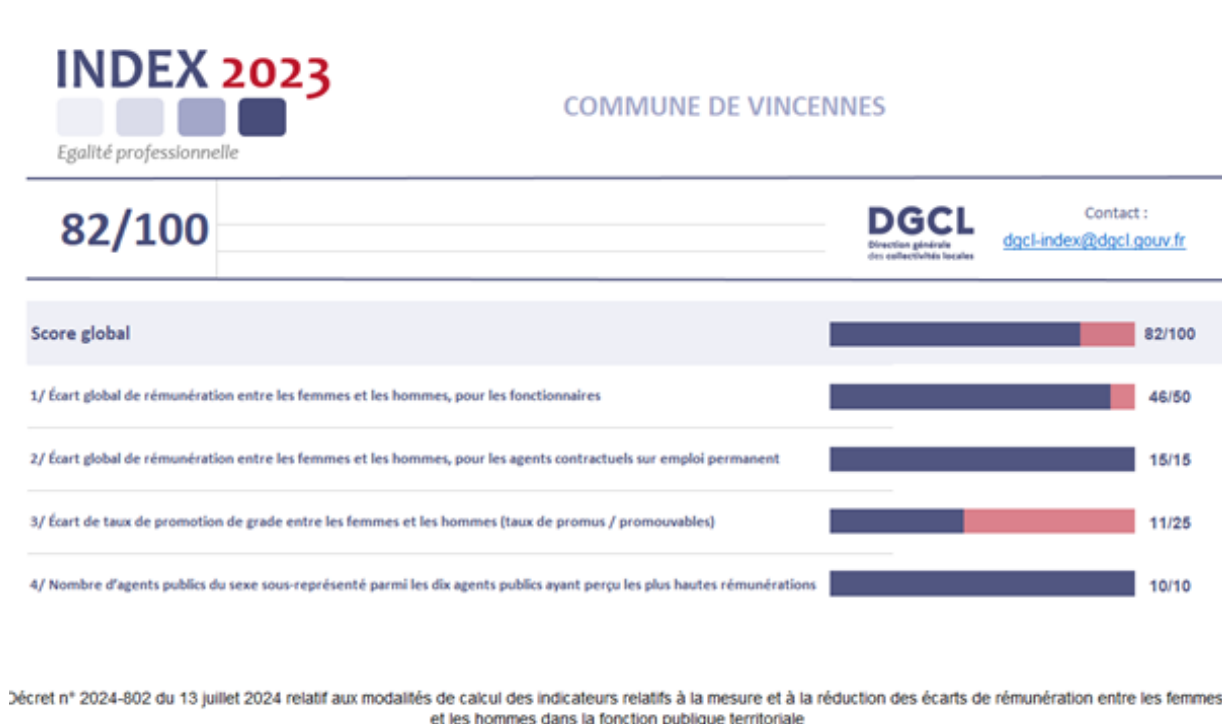 INDEX 2023
COMMUNE DE VINCENNES
Egalité professionnelle
82/100
DGCL
Direction générale
des collectivités locales
Contact :
dgcl-index@dgcl.gouv.fr
Score global
82/100
1/ Écart global de rémunération entre les femmes et les hommes, pour les fonctionnaires
46/50
2/ Écart global de rémunération entre les femmes et les hommes, pour les agents contractuels sur emploi permanent
15/15
3/ Écart de taux de promotion de grade entre les femmes et les hommes (taux de promus / promouvables)
11/25
4/ Nombre d'agents publics du sexe sous-représenté parmi les dix agents publics ayant perçu les plus hautes rémunérations
10/10
Décret n° 2024-802 du 13 juillet 2024 relatif aux modalités de calcul des indicateurs relatifs à la mesure et à la réduction des écarts de rémunération entre les femmes
et les hommes dans la fonction publique territoriale